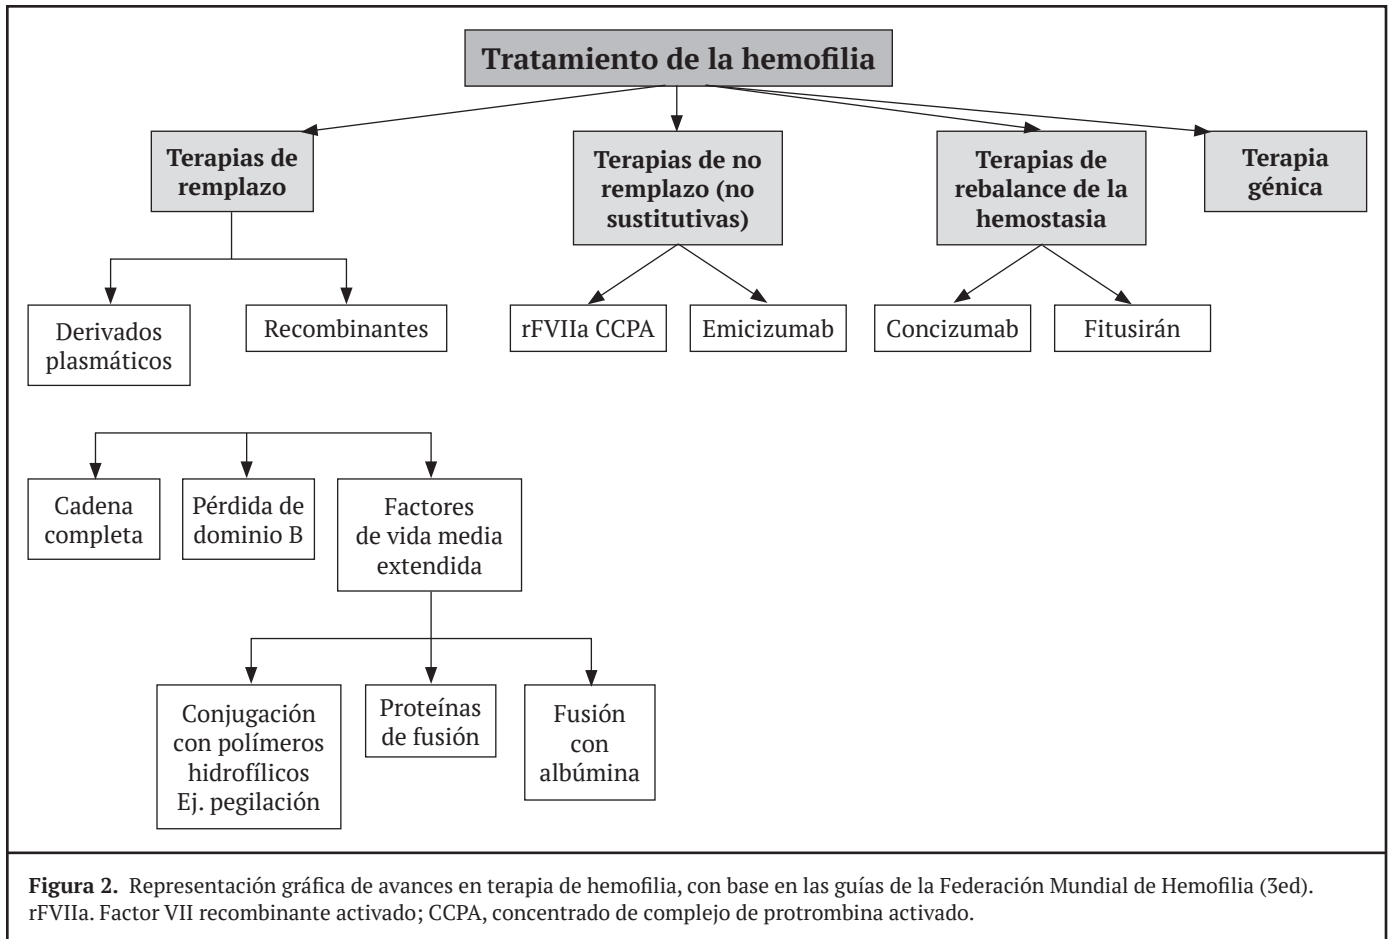 Tratamiento de la hemofilia
Terapias de
remplazo
Terapias de no
remplazo (no
sustitutivas)
Terapias de
rebalance de la
hemostasia
Terapia
génica
Derivados
plasmáticos
Recombinantes
rFVIIa CCPA
Emicizumab
Concizumab
Fitusirán
Cadena
completa
Pérdida de
dominio B
Factores
de vida media
extendida
Conjugación
con polímeros
hidrofílicos
Ej. pegilación
Proteínas
de fusión
Fusión
con
albúmina
Figura 2. Representación gráfica de avances en terapia de hemofilia, con base en las guías de la Federación Mundial de Hemofilia (3ed).
rFVIIa. Factor VII recombinante activado; CCPA, concentrado de complejo de protrombina activado.